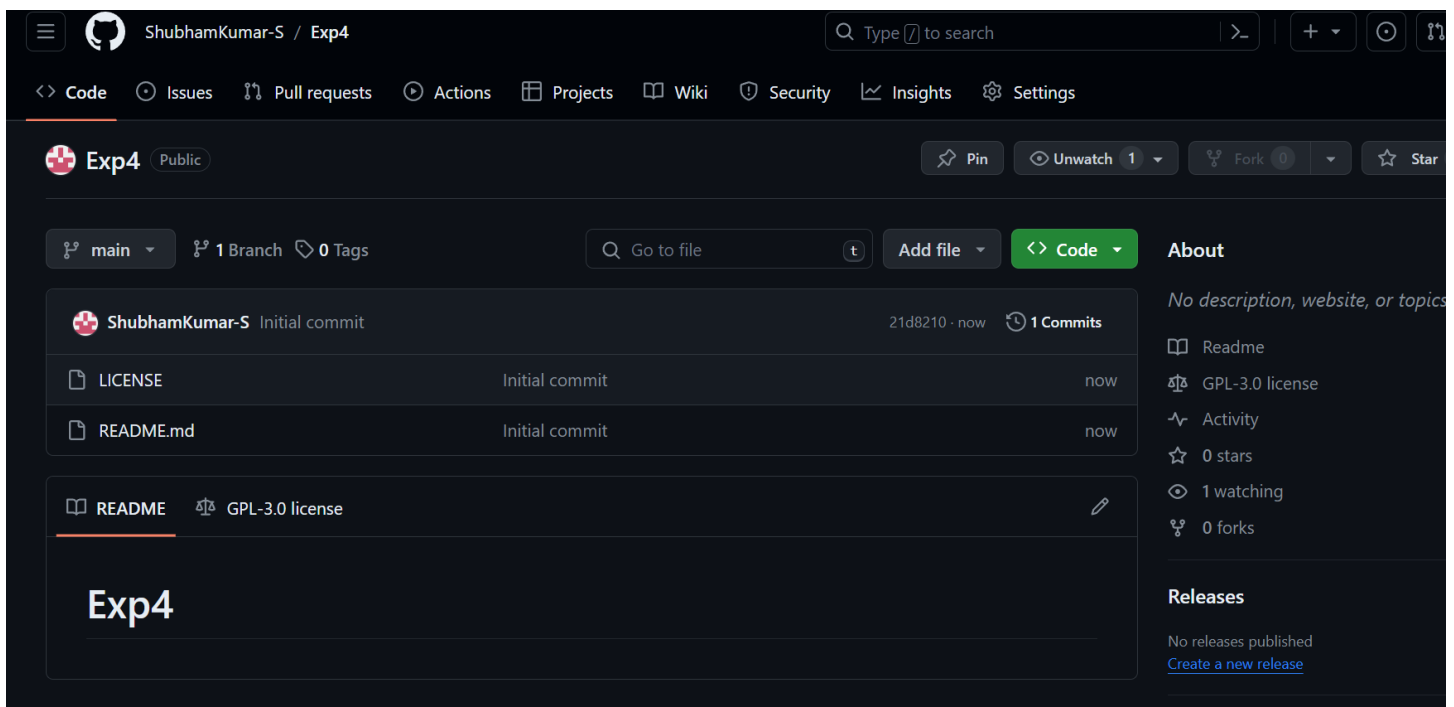 ShubhamKumar-S / Exp4
Type / to search
Code Issues Pull requests Actions Projects Wiki Security Insights Settings
Exp4 Public
Pin Unwatch 1 Fork 0 Star
main 1 Branch 0 Tags
Go to file t Add file Code
About
No description, website, or topics
ShubhamKumar-S Initial commit 21d8210 · now 1 Commits
Readme
LICENSE Initial commit now
GPL-3.0 license
Activity
README.md Initial commit now
0 stars
1 watching
README GPL-3.0 license
0 forks
Exp4
Releases
No releases published
Create a new release